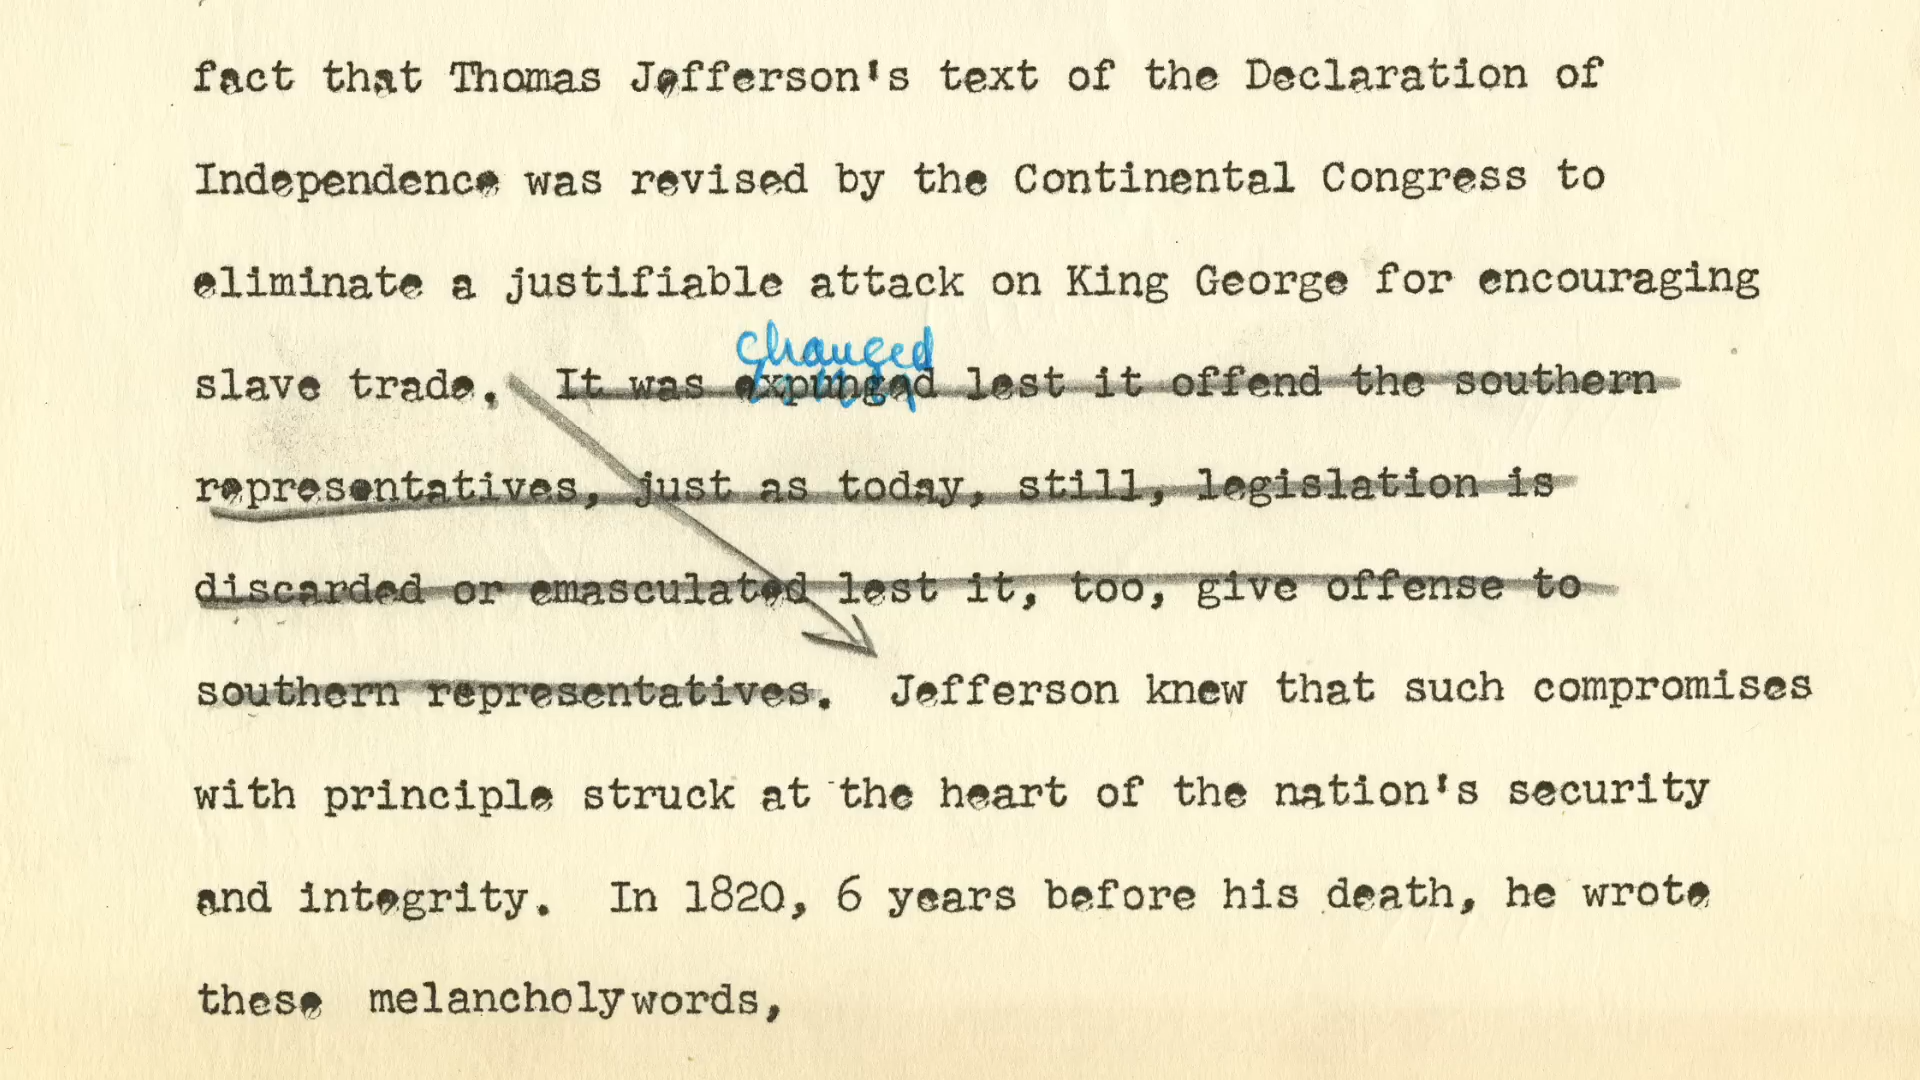 fact that Thomas Jefferson's text of the Declaration of
Independence was revised by the Continental Congress to
eliminate a justifiable attack on King George for encouraging
changed
slave trade. It was expunged lest it offend the southern
representatives, just as today, still, legislation is
discarded or emasculated lest it, too, give offense to
southern representatives. Jefferson knew that such compromises
with principle struck at the heart of the nation's security
and integrity. In 1820, 6 years before his death, he wrote
these melancholy words,